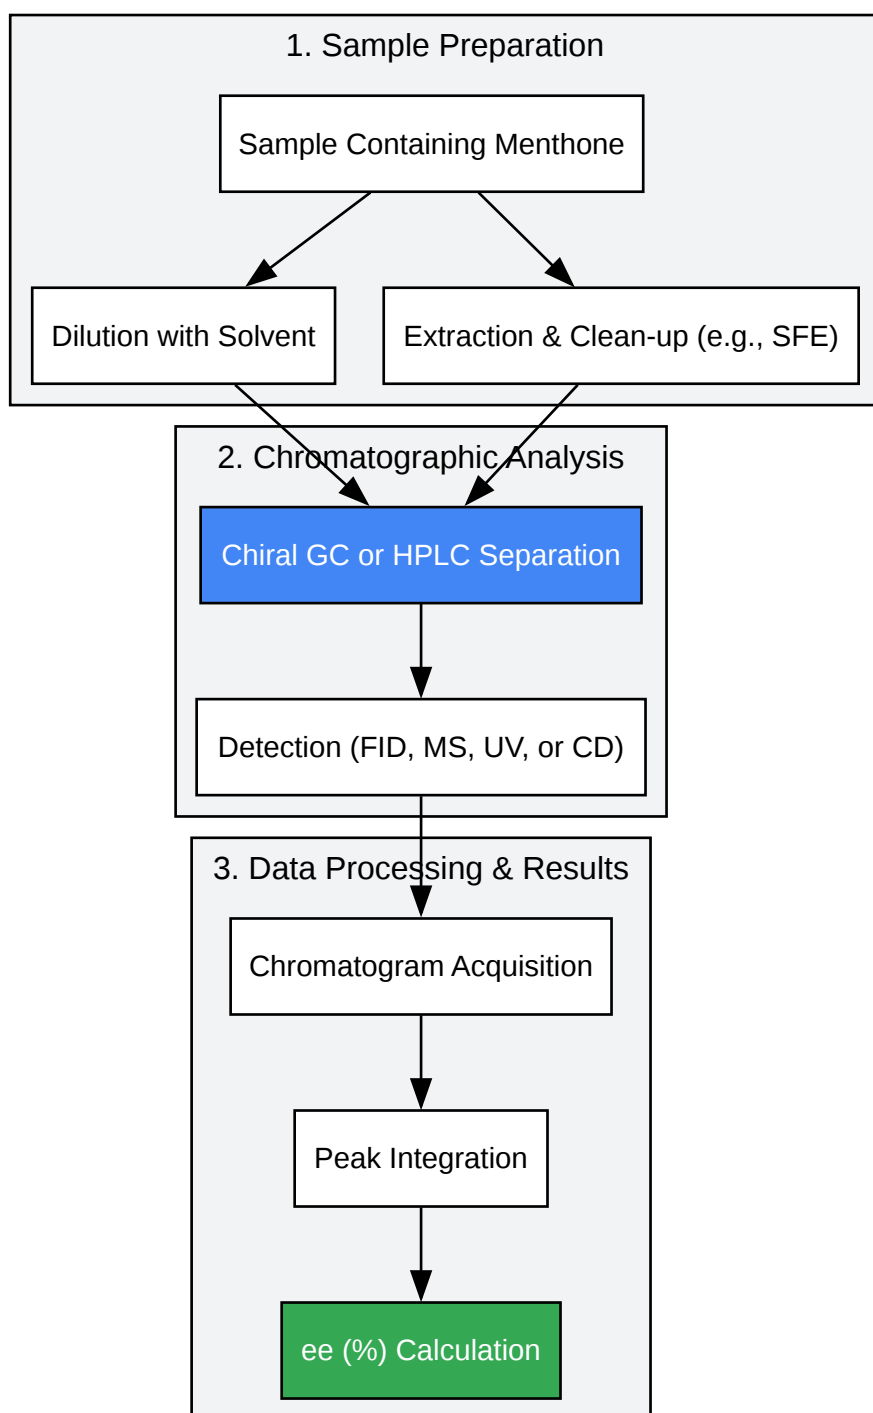 1. Sample Preparation
Sample Containing Menthone
Dilution with Solvent
Extraction & Clean-up (e.g., SFE)
2. Chromatographic Analysis
Chiral GC or HPLC Separation
Detection (FID, MS, UV, or CD)
3. Data Processing & Results
Chromatogram Acquisition
Peak Integration
ee (%) Calculation